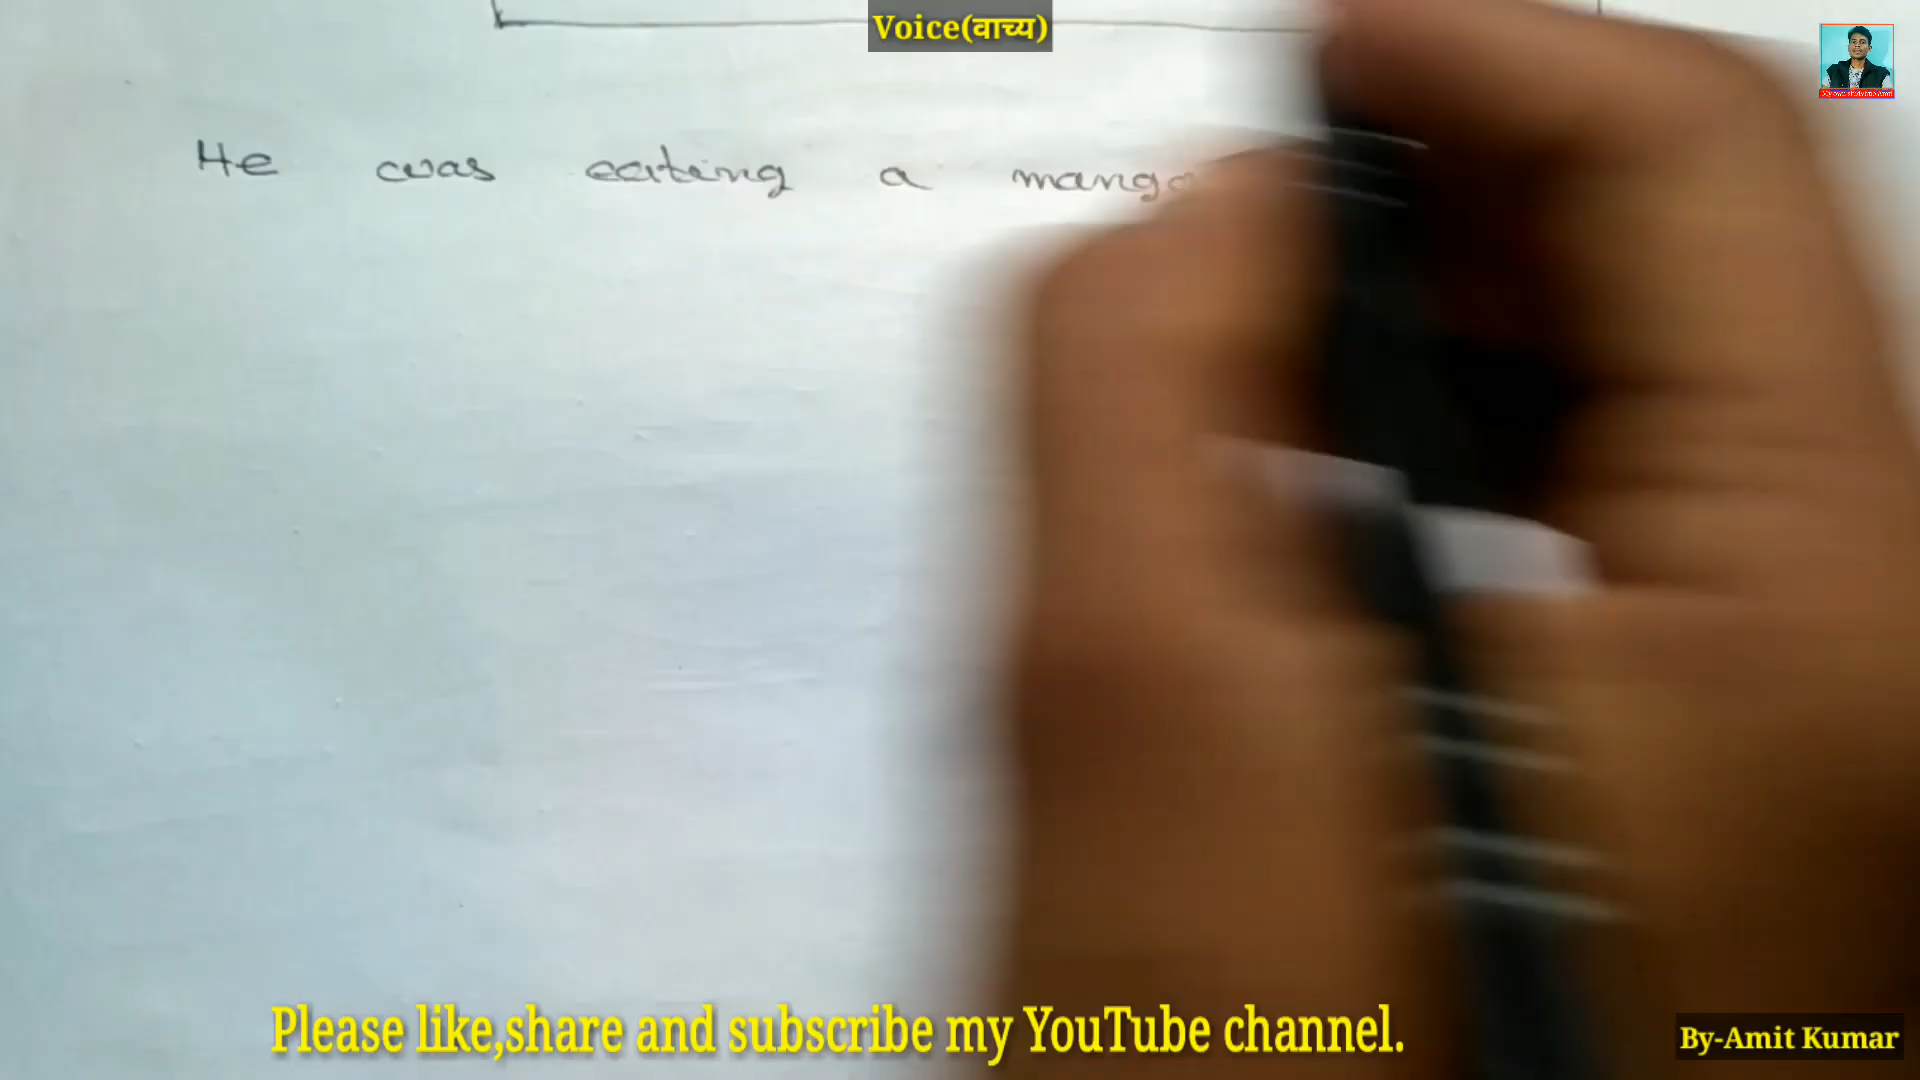 Voice(वाच्य)
He was eating a mango
Please like,share and subscribe my YouTube channel.
By-Amit Kumar